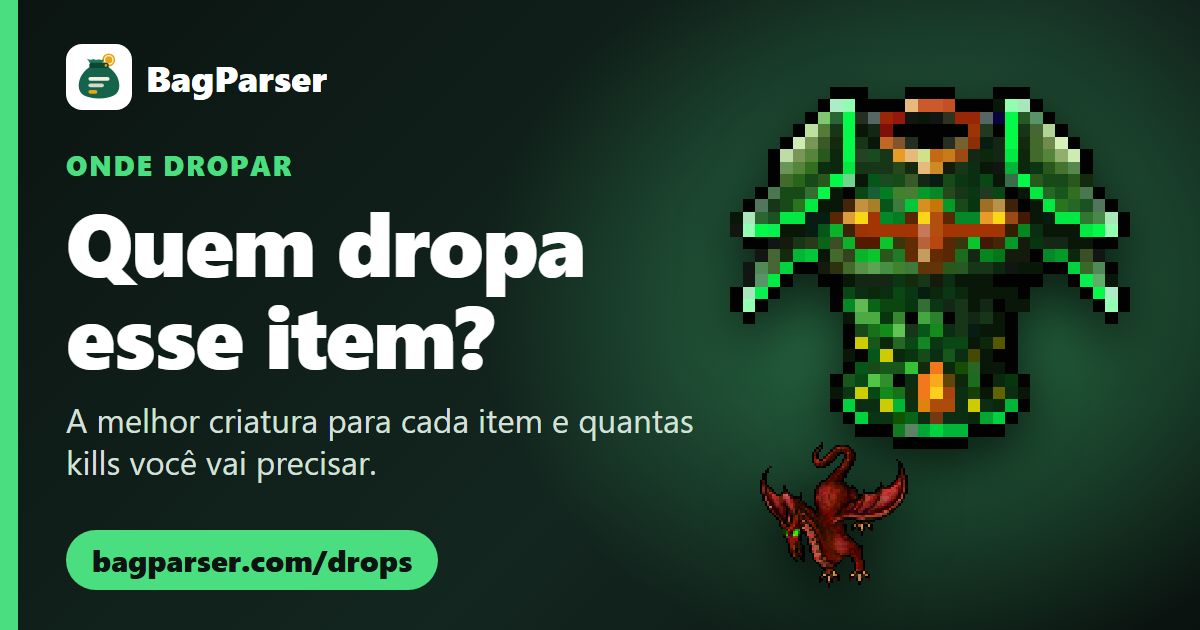 BagParser
ONDE DROPAR
Quem dropa
esse item?
A melhor criatura para cada item e quantas
kills você vai precisar.
bagparser.com/drops